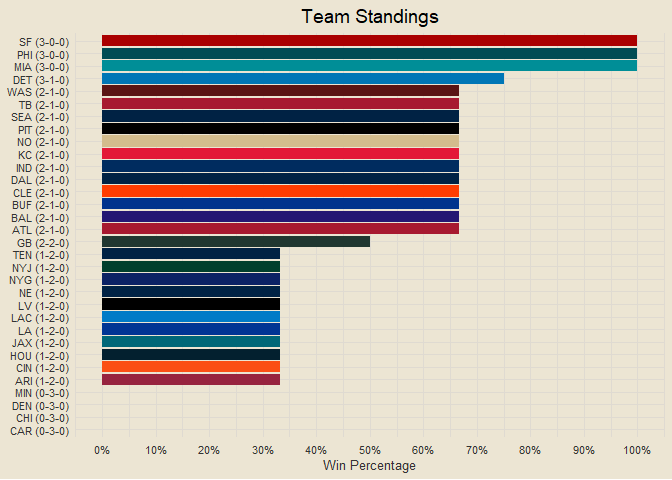 Team Standings
SF (3-0-0)
PHI (3-0-0)
MIA (3-0-0)
DET (3-1-0)
WAS (2-1-0)
TB (2-1-0)
SEA (2-1-0)
PIT (2-1-0)
NO (2-1-0)
KC (2-1-0)
IND (2-1-0)
DAL (2-1-0)
CLE (2-1-0)
BUF (2-1-0)
BAL (2-1-0)
ATL (2-1-0)
GB (2-2-0)
TEN (1-2-0)
NYJ (1-2-0)
NYG (1-2-0)
NE (1-2-0)
LV (1-2-0)
LAC (1-2-0)
LA (1-2-0)
JAX (1-2-0)
HOU (1-2-0)
CIN (1-2-0)
ARI (1-2-0)
MIN (0-3-0)
DEN (0-3-0)
CHI (0-3-0)
CAR (0-3-0)
0% 10% 20% 30% 40% 50% 60% 70% 80% 90% 100%
Win Percentage